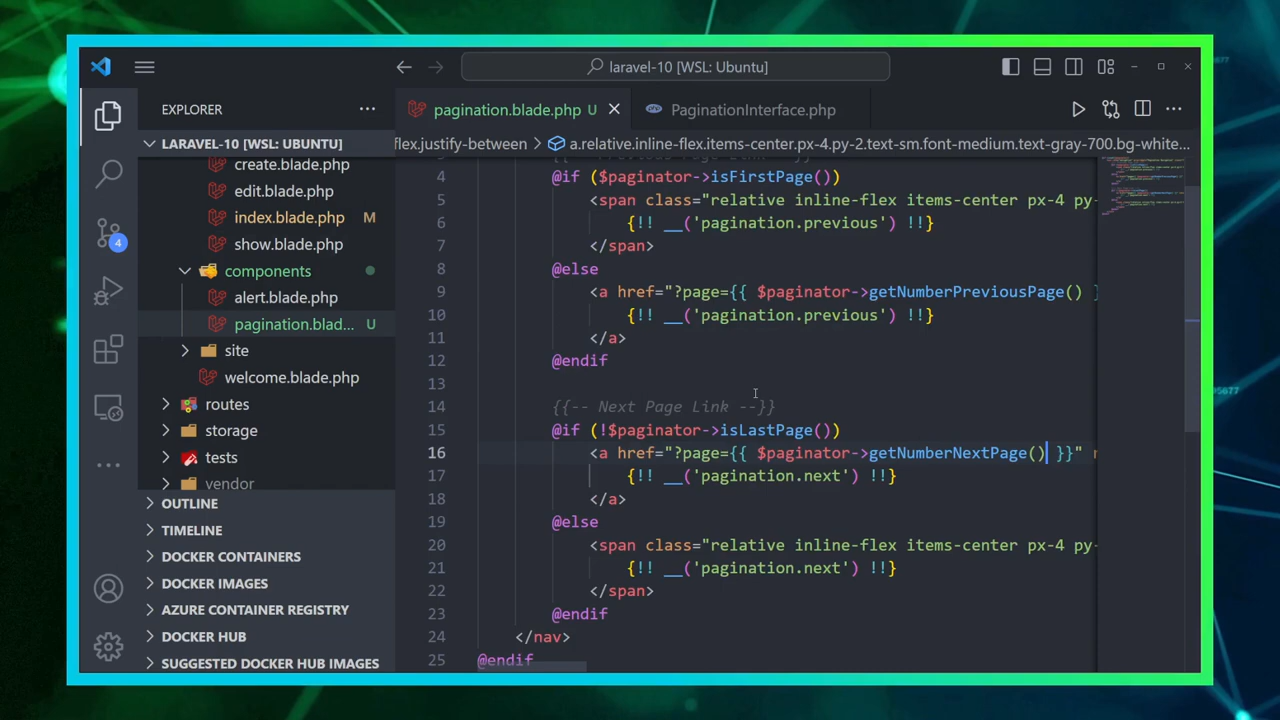 laravel-10 [WSL: Ubuntu]
EXPLORER
LARAVEL-10 [WSL: UBUNTU]
create.blade.php
edit.blade.php
index.blade.php M
show.blade.php
components
alert.blade.php
pagination.blad... U
site
welcome.blade.php
routes
storage
tests
vendor
OUTLINE
TIMELINE
DOCKER CONTAINERS
DOCKER IMAGES
AZURE CONTAINER REGISTRY
DOCKER HUB
SUGGESTED DOCKER HUB IMAGES
4
pagination.blade.php U
PaginationInterface.php
flex.justify-between > a.relative.inline-flex.items-center.px-4.py-2.text-sm.font-medium.text-gray-700.bg-white...
4 @if ($paginator->isFirstPage())
5 <span class="relative inline-flex items-center px-4 py-
6 {!! __('pagination.previous') !!}
7 </span>
8 @else
9 <a href="?page={{ $paginator->getNumberPreviousPage() }
10 {!! __('pagination.previous') !!}
11 </a>
12 @endif
13
14 {{-- Next Page Link --}}
15 @if (!$paginator->isLastPage())
16 <a href="?page={{ $paginator->getNumberNextPage() }}"
17 {!! __('pagination.next') !!}
18 </a>
19 @else
20 <span class="relative inline-flex items-center px-4 py-
21 {!! __('pagination.next') !!}
22 </span>
23 @endif
24 </nav>
25 @endif